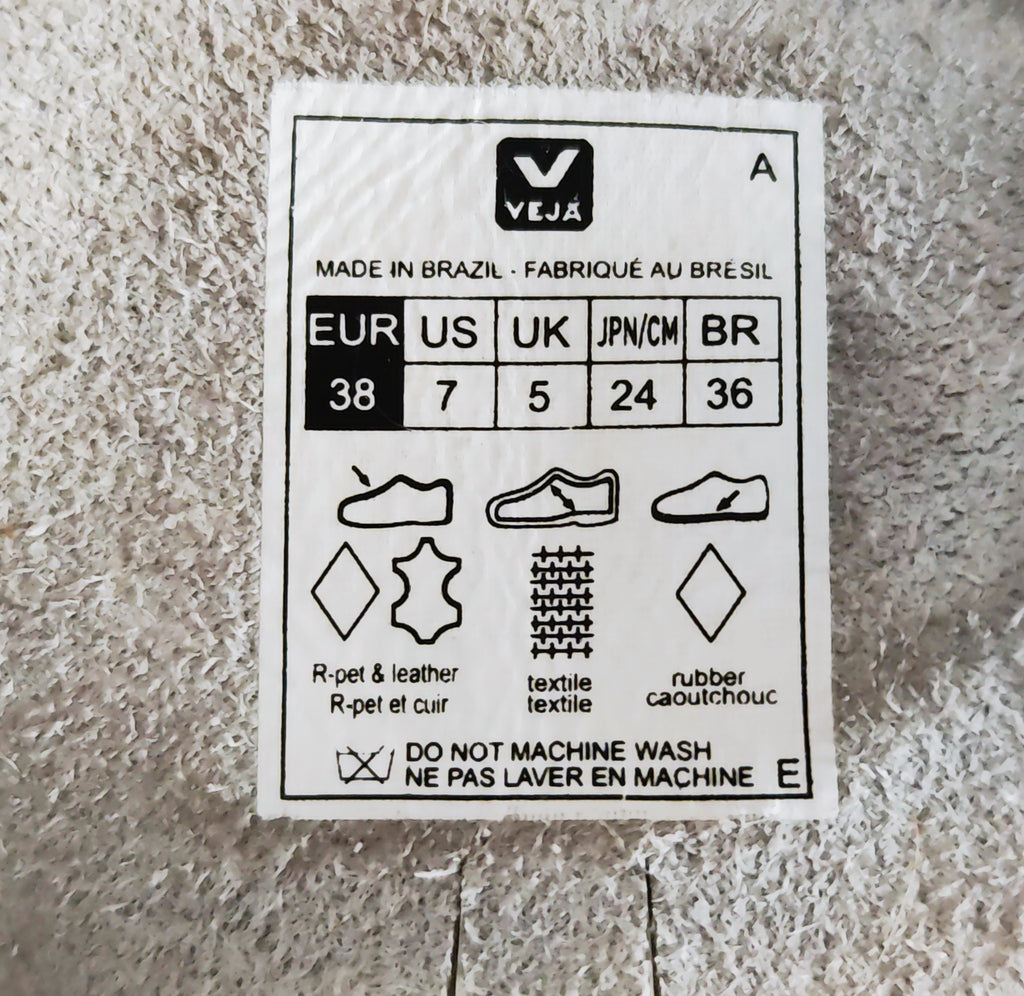 A
V
VEJA
MADE IN BRAZIL · FABRIQUÉ AU BRÉSIL
EUR US UK JPN/CM BR
38 7 5 24 36
R-pet & leather
R-pet et cuir
textile
textile
rubber
caoutchouc
DO NOT MACHINE WASH
NE PAS LAVER EN MACHINE E